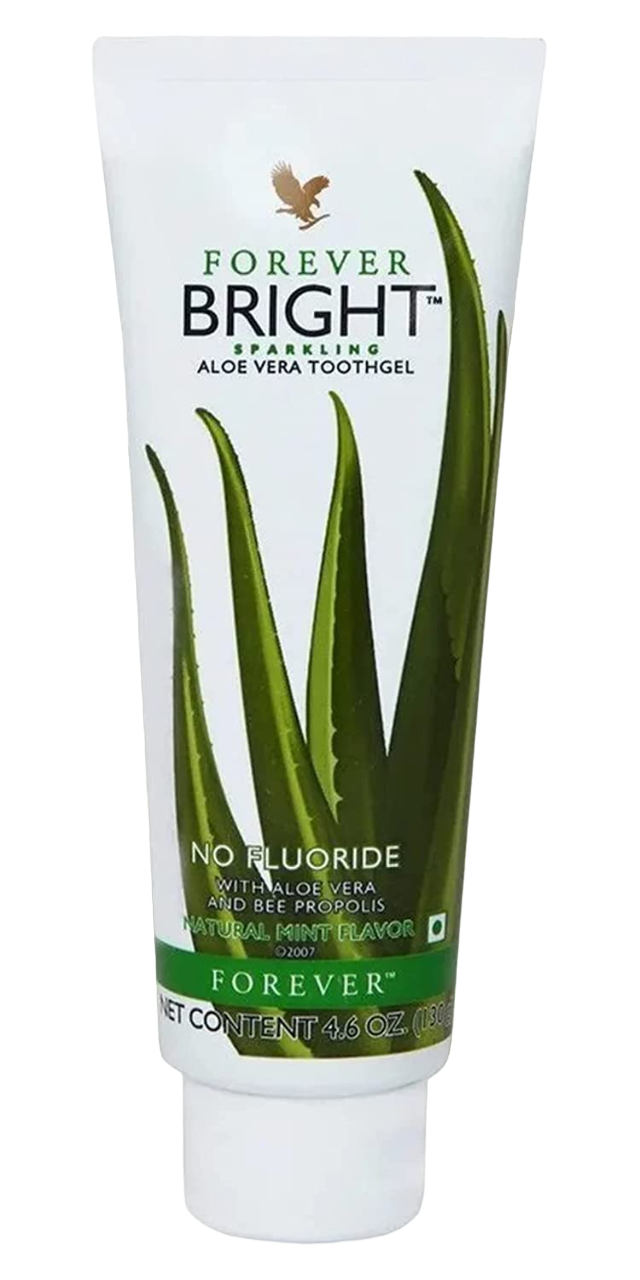 FOREVER
BRIGHT™
SPARKLING
ALOE VERA TOOTHGEL
NO FLUORIDE
WITH ALOE VERA
AND BEE PROPOLIS
NATURAL MINT FLAVOR
©2007
FOREVER™
NET CONTENT 4.6 OZ. (130